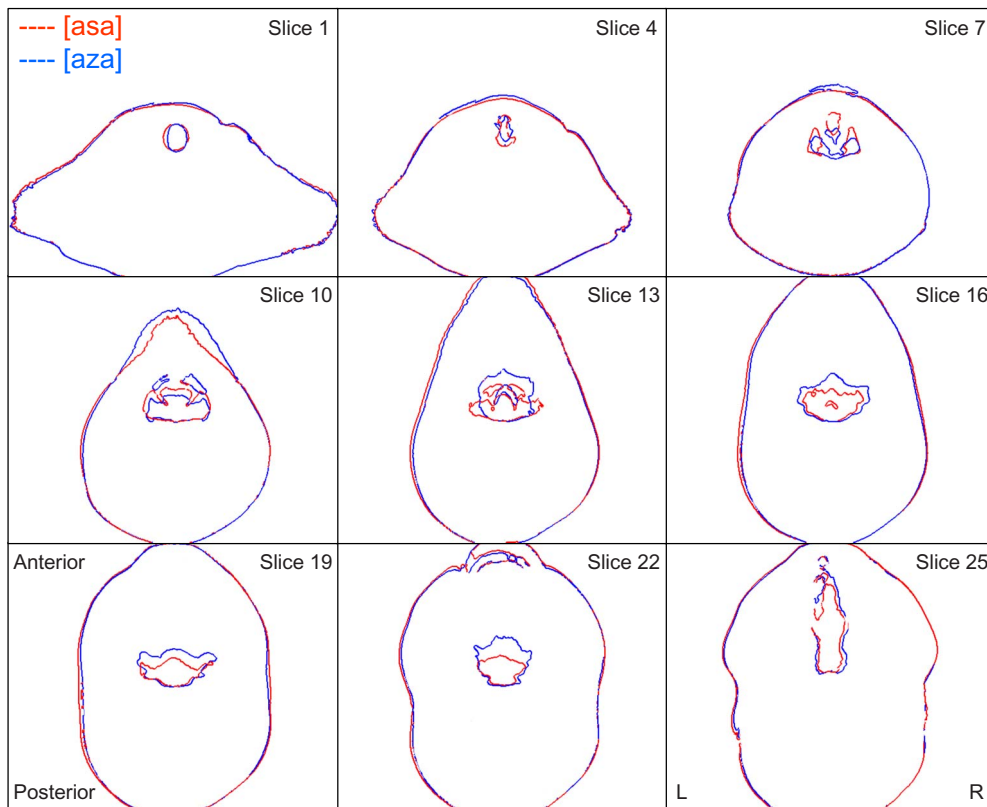 ---- [asa]
---- [aza]
Slice 1
Slice 4
Slice 7
Slice 10
Slice 13
Slice 16
Anterior
Slice 19
Slice 22
Slice 25
Posterior
L
R